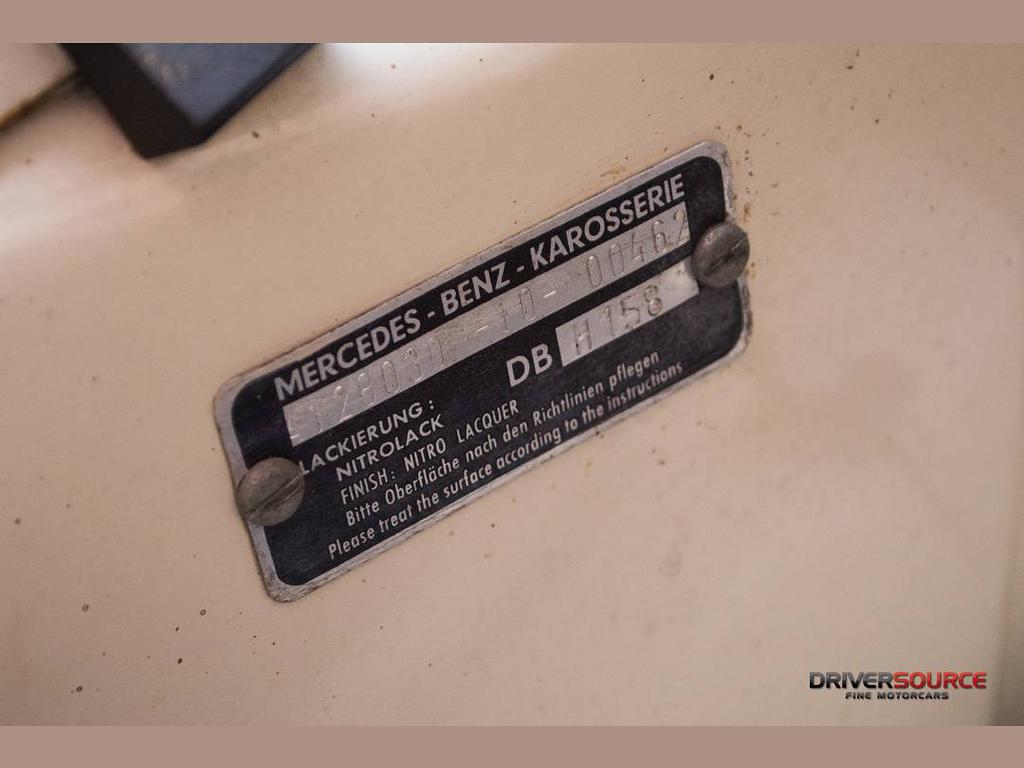 MERCEDES - BENZ - KAROSSERIE
128030-10-00462
DB H158
LACKIERUNG :
NITROLACK
FINISH: NITRO LACQUER
Bitte Oberfläche nach den Richtlinien pflegen
Please treat the surface according to the instructions
DRIVERSOURCE
FINE MOTORCARS